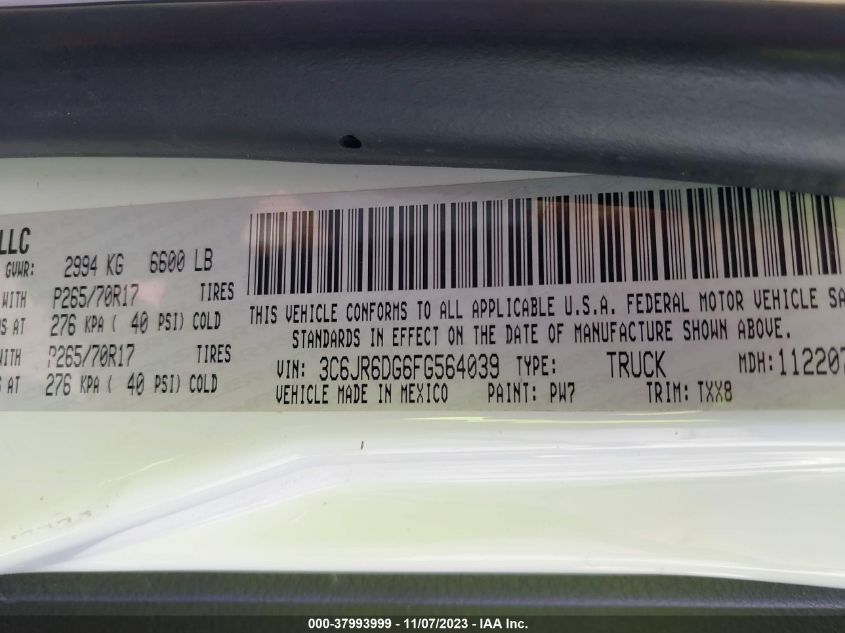 LLC
GVWR: 2994 KG 6600 LB
WITH P265/70R17 TIRES
AT 276 KPA ( 40 PSI) COLD
WITH P265/70R17 TIRES
AT 276 KPA ( 40 PSI) COLD
THIS VEHICLE CONFORMS TO ALL APPLICABLE U.S.A. FEDERAL MOTOR VEHICLE SA
STANDARDS IN EFFECT ON THE DATE OF MANUFACTURE SHOWN ABOVE.
VIN: 3C6JR6DG6FG564039 TYPE: TRUCK MDH: 112207
VEHICLE MADE IN MEXICO PAINT: PW7 TRIM: TXX8
000-37993999 - 11/07/2023 - IAA Inc.